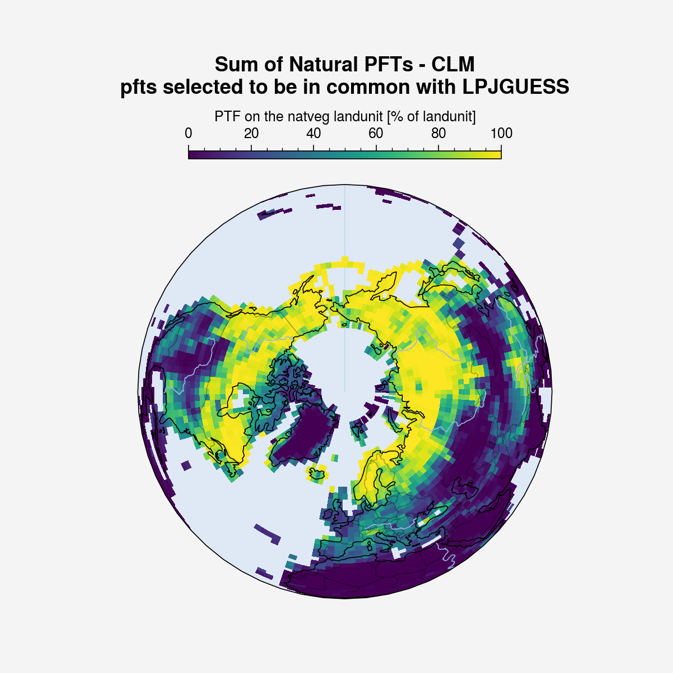 Sum of Natural PFTs - CLM
pfts selected to be in common with LPJGUESS
PTF on the natveg landunit [% of landunit]
0 20 40 60 80 100